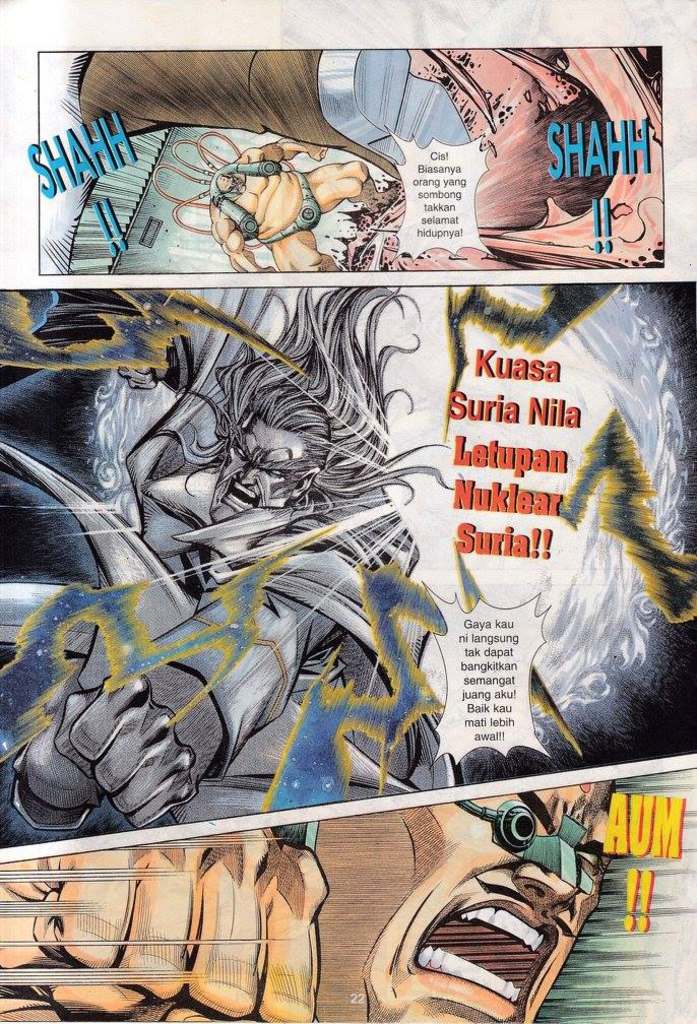 SHAHH
!!
Cis!
Biasanya
orang yang
sombong
takkan
selamat
hidupnya!
SHAHH
!!
Kuasa
Suria Nila
Letupan
Nuklear
Suria!!
Gaya kau
ni langsung
tak dapat
bangkitkan
semangat
juang aku!
Baik kau
mati lebih
awal!!
AUM
!!
22